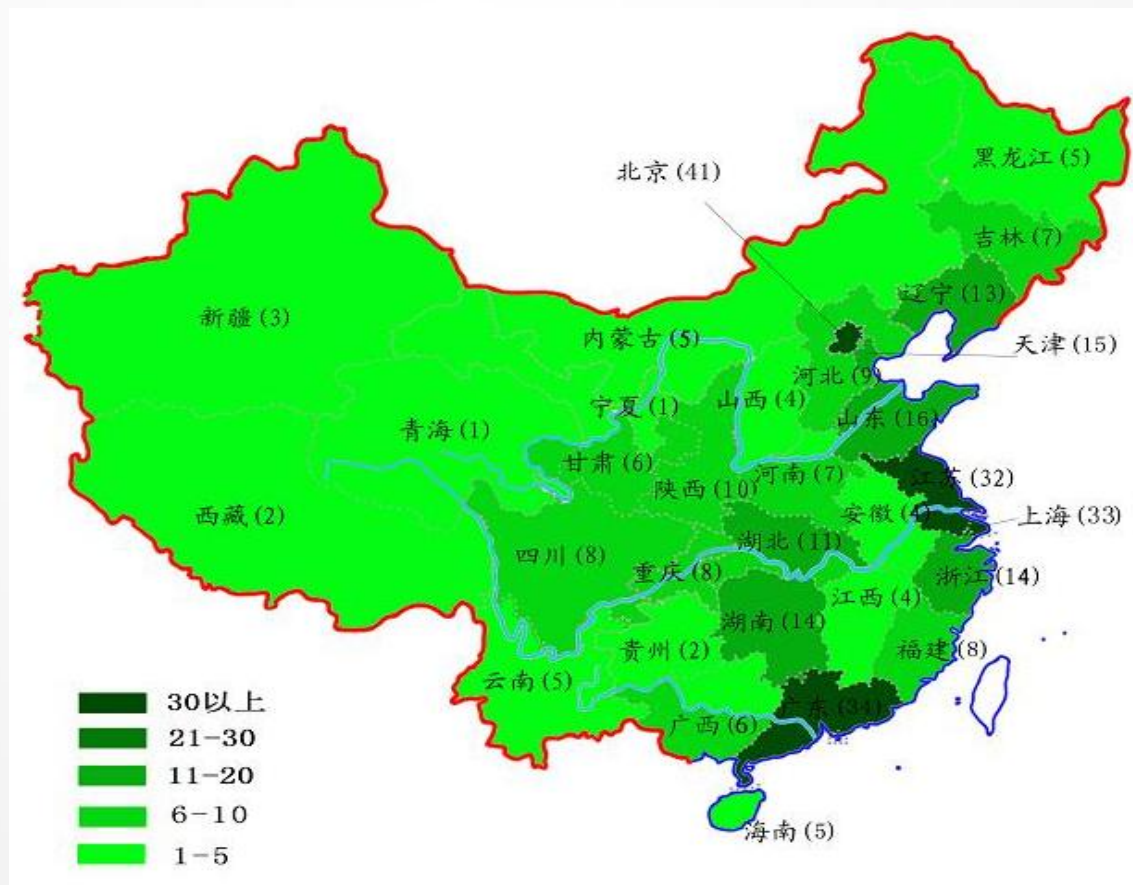 黑龙江(5)
北京(41)
吉林(7)
辽宁(13)
新疆(3)
内蒙古(5)
天津(15)
河北(9)
宁夏(1)
山西(4)
山东(16)
青海(1)
甘肃(6)
河南(7)
江苏(32)
陕西(10)
西藏(2)
安徽(4)
上海(33)
四川(8)
湖北(11)
重庆(8)
浙江(14)
江西(4)
湖南(14)
贵州(2)
福建(8)
云南(5)
广东(34)
广西(6)
海南(5)
30以上
21-30
11-20
6-10
1-5